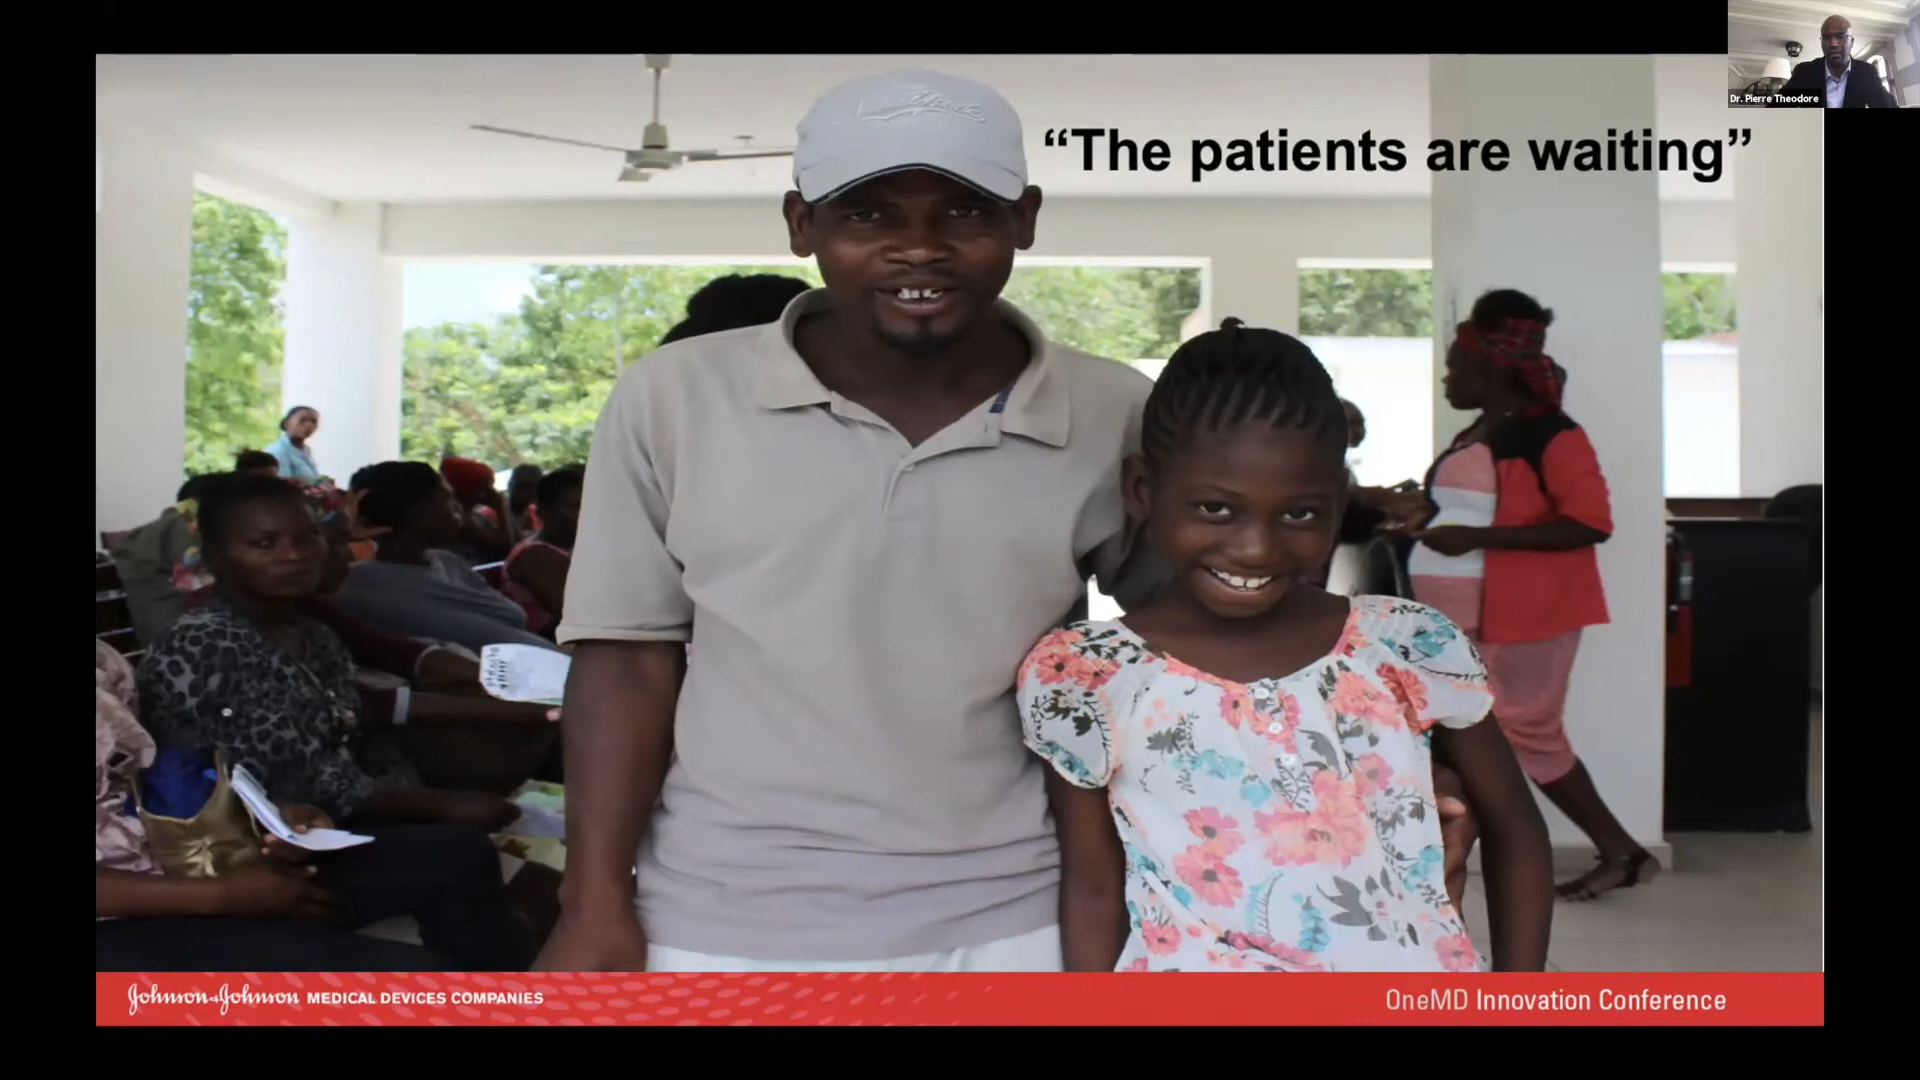 Dr. Pierre Theodore
“The patients are waiting”
Johnson & Johnson MEDICAL DEVICES COMPANIES
OneMD Innovation Conference